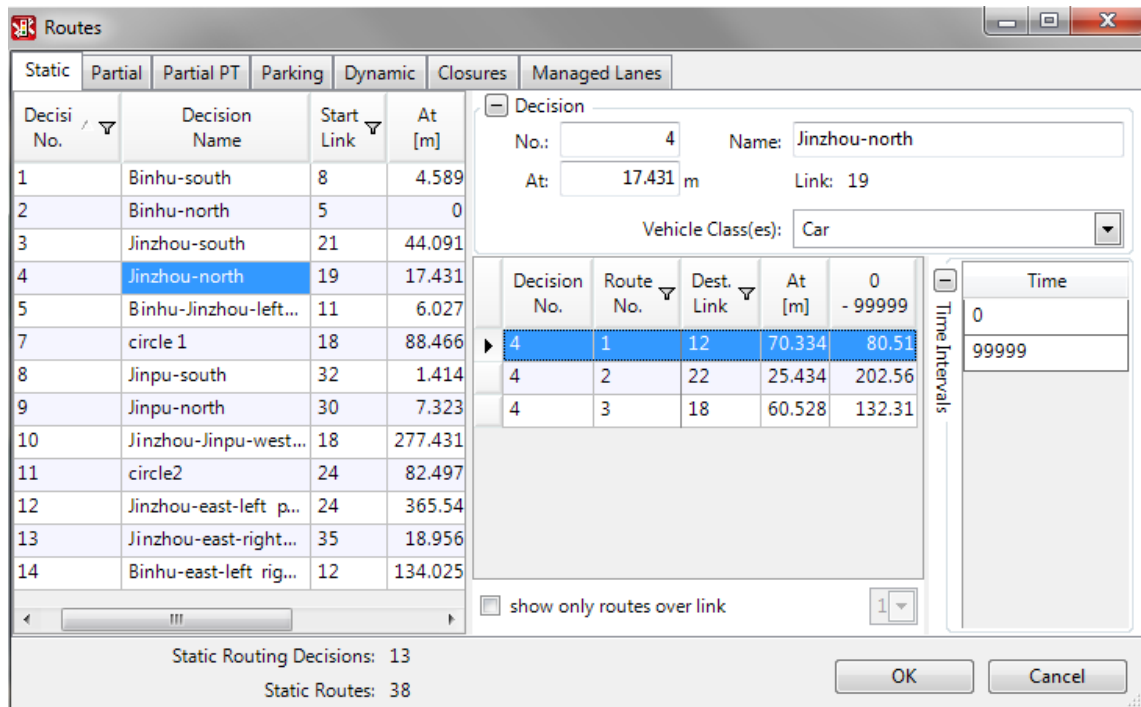 Routes
Static Partial Partial PT Parking Dynamic Closures Managed Lanes
Decisi No. Decision Name Start Link At [m]
1 Binhu-south 8 4.589
2 Binhu-north 5 0
3 Jinzhou-south 21 44.091
4 Jinzhou-north 19 17.431
5 Binhu-Jinzhou-left... 11 6.027
7 circle 1 18 88.466
8 Jinpu-south 32 1.414
9 Jinpu-north 30 7.323
10 Jinzhou-Jinpu-west... 18 277.431
11 circle2 24 82.497
12 Jinzhou-east-left p... 24 365.54
13 Jinzhou-east-right... 35 18.956
14 Binhu-east-left rig... 12 134.025
Decision
No.: 4 Name: Jinzhou-north
At: 17.431 m Link: 19
Vehicle Class(es): Car
Decision No. Route No. Dest. Link At [m] 0 - 99999
4 1 12 70.334 80.51
4 2 22 25.434 202.56
4 3 18 60.528 132.31
Time Intervals
Time
0
99999
show only routes over link 1
Static Routing Decisions: 13
Static Routes: 38
OK Cancel